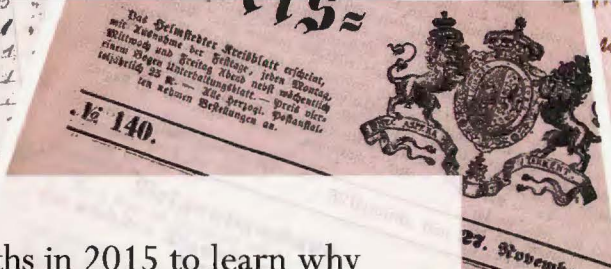 Das Helmstedter Kreisblatt erscheint,
mit Ausnahme der Festtage, jeden Montag,
Mittwoch und Freitag Abend nebst wöchentlich
einem Bogen Unterhaltungsblatt. — Preis vier-
teljährlich 25 — Alle Herzogl. Postanstal-
ten nehmen Bestellungen an.
№ 140.
27. Novemb
ths in 2015 to learn why